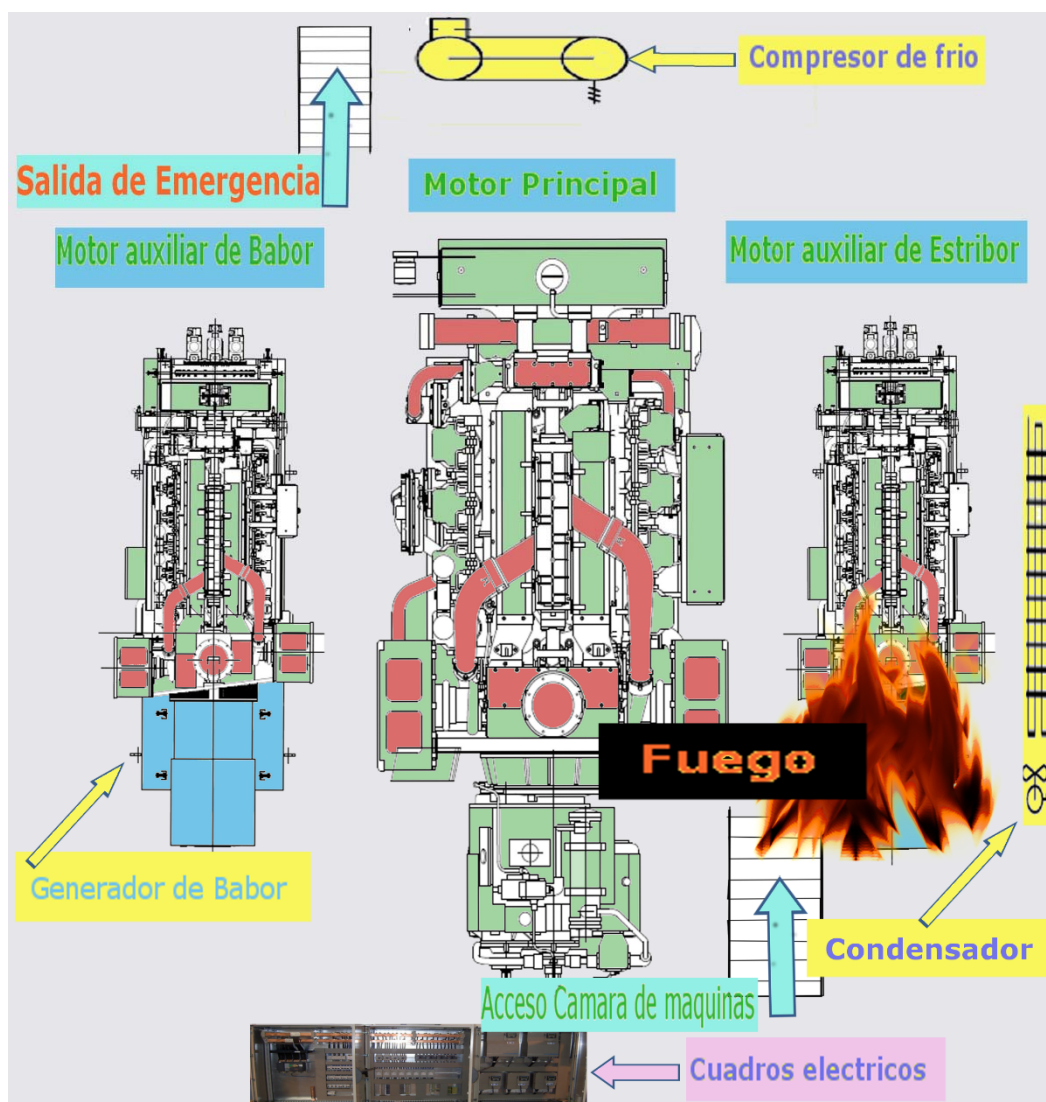 Compresor de frio
Salida de Emergencia
Motor Principal
Motor auxiliar de Babor
Motor auxiliar de Estribor
Fuego
Generador de Babor
Condensador
Acceso Camara de maquinas
Cuadros electricos